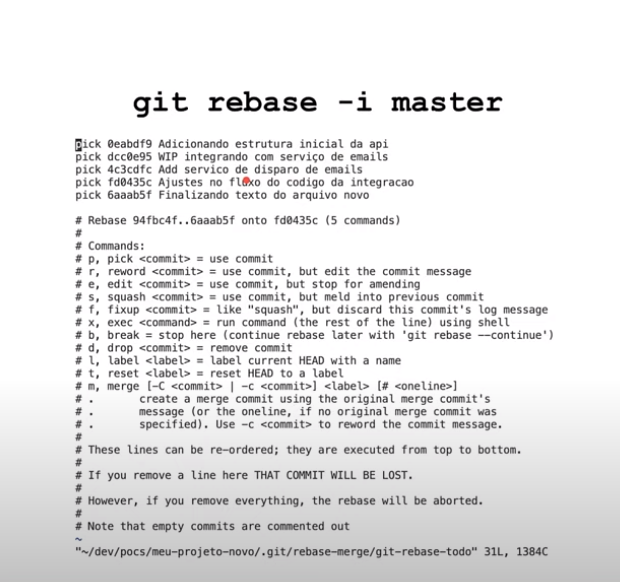 git rebase -i master
pick 0eabdf9 Adicionando estrutura inicial da api
pick dcc0e95 WIP integrando com serviço de emails
pick 4c3cdfc Add servico de disparo de emails
pick fd0435c Ajustes no fluxo do codigo da integracao
pick 6aaab5f Finalizando texto do arquivo novo
# Rebase 94fbc4f..6aaab5f onto fd0435c (5 commands)
#
# Commands:
# p, pick <commit> = use commit
# r, reword <commit> = use commit, but edit the commit message
# e, edit <commit> = use commit, but stop for amending
# s, squash <commit> = use commit, but meld into previous commit
# f, fixup <commit> = like "squash", but discard this commit's log message
# x, exec <command> = run command (the rest of the line) using shell
# b, break = stop here (continue rebase later with 'git rebase --continue')
# d, drop <commit> = remove commit
# l, label <label> = label current HEAD with a name
# t, reset <label> = reset HEAD to a label
# m, merge [-C <commit> | -c <commit>] <label> [# <oneline>]
# .       create a merge commit using the original merge commit's
# .       message (or the oneline, if no original merge commit was
# .       specified). Use -c <commit> to reword the commit message.
#
# These lines can be re-ordered; they are executed from top to bottom.
#
# If you remove a line here THAT COMMIT WILL BE LOST.
#
# However, if you remove everything, the rebase will be aborted.
#
# Note that empty commits are commented out
~
"~/dev/pocs/meu-projeto-novo/.git/rebase-merge/git-rebase-todo" 31L, 1384C